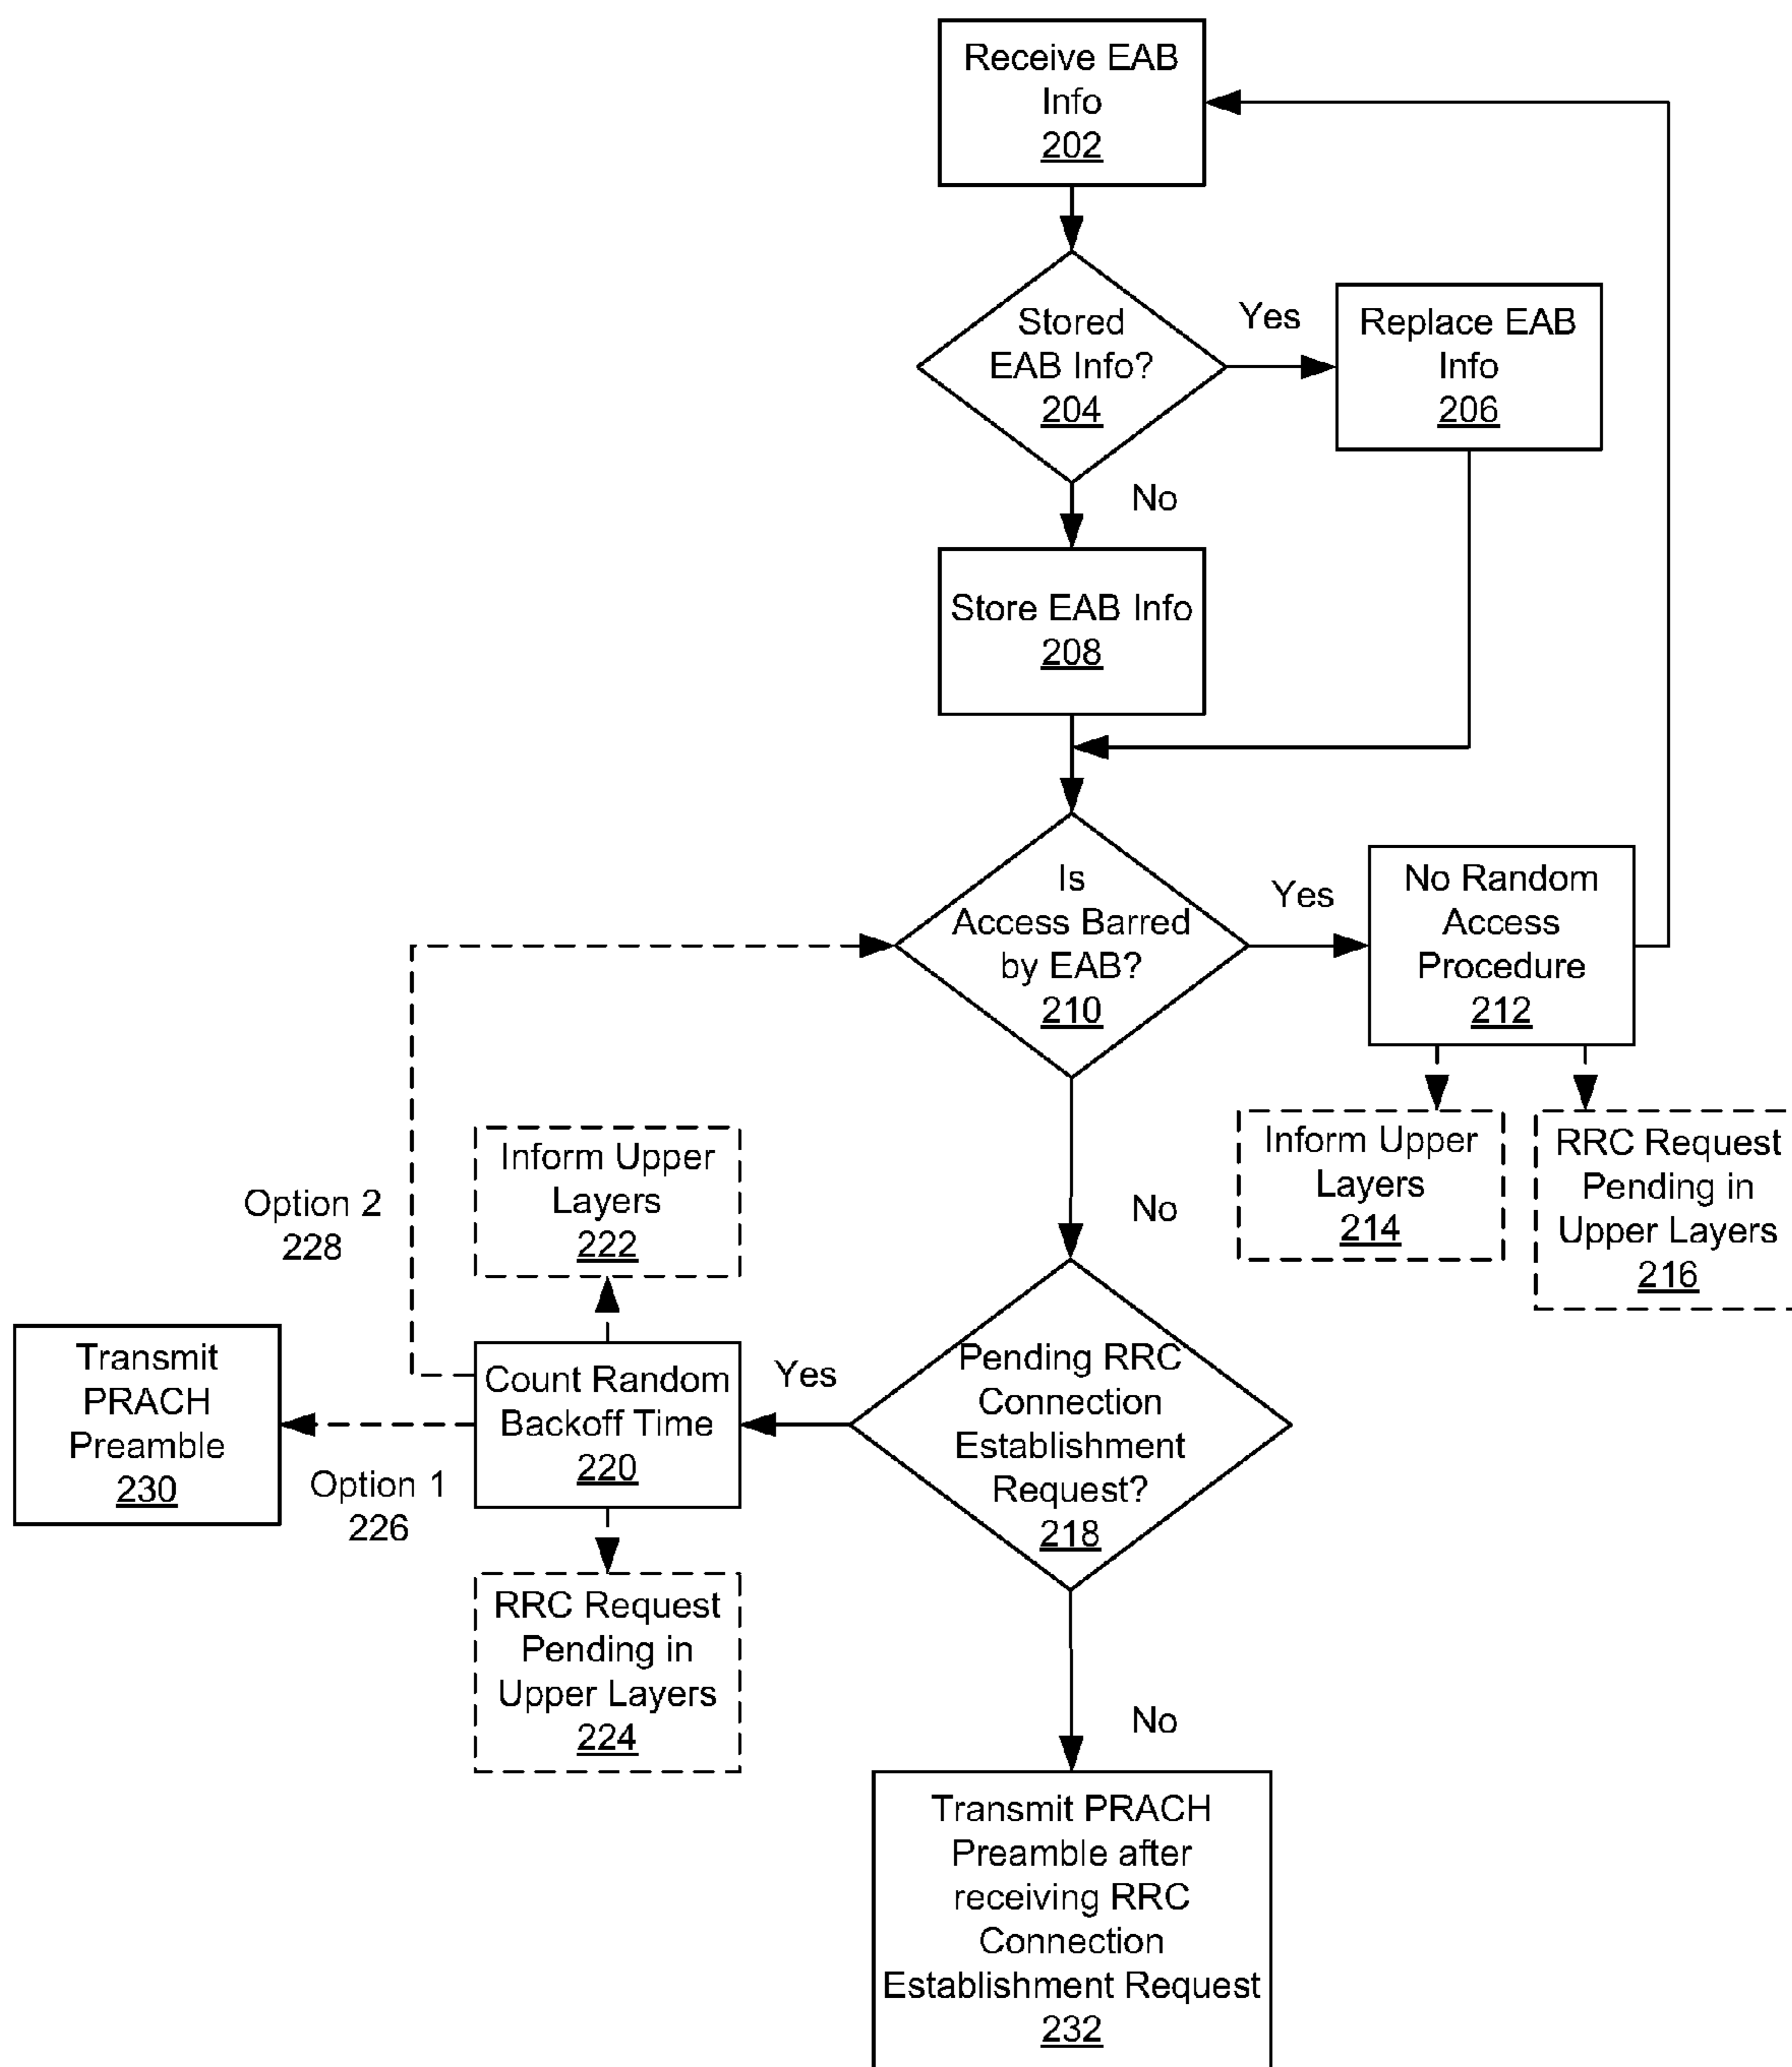 Receive EAB
Info
202
Stored
EAB Info?
204
Yes
Replace EAB
Info
206
No
Store EAB Info
208
Is
Access Barred
by EAB?
210
Yes
No Random
Access
Procedure
212
Inform Upper
Layers
214
RRC Request
Pending in
Upper Layers
216
No
Pending RRC
Connection
Establishment
Request?
218
Yes
Count Random
Backoff Time
220
Inform Upper
Layers
222
RRC Request
Pending in
Upper Layers
224
Option 2
228
Option 1
226
Transmit
PRACH
Preamble
230
No
Transmit PRACH
Preamble after
receiving RRC
Connection
Establishment Request
232